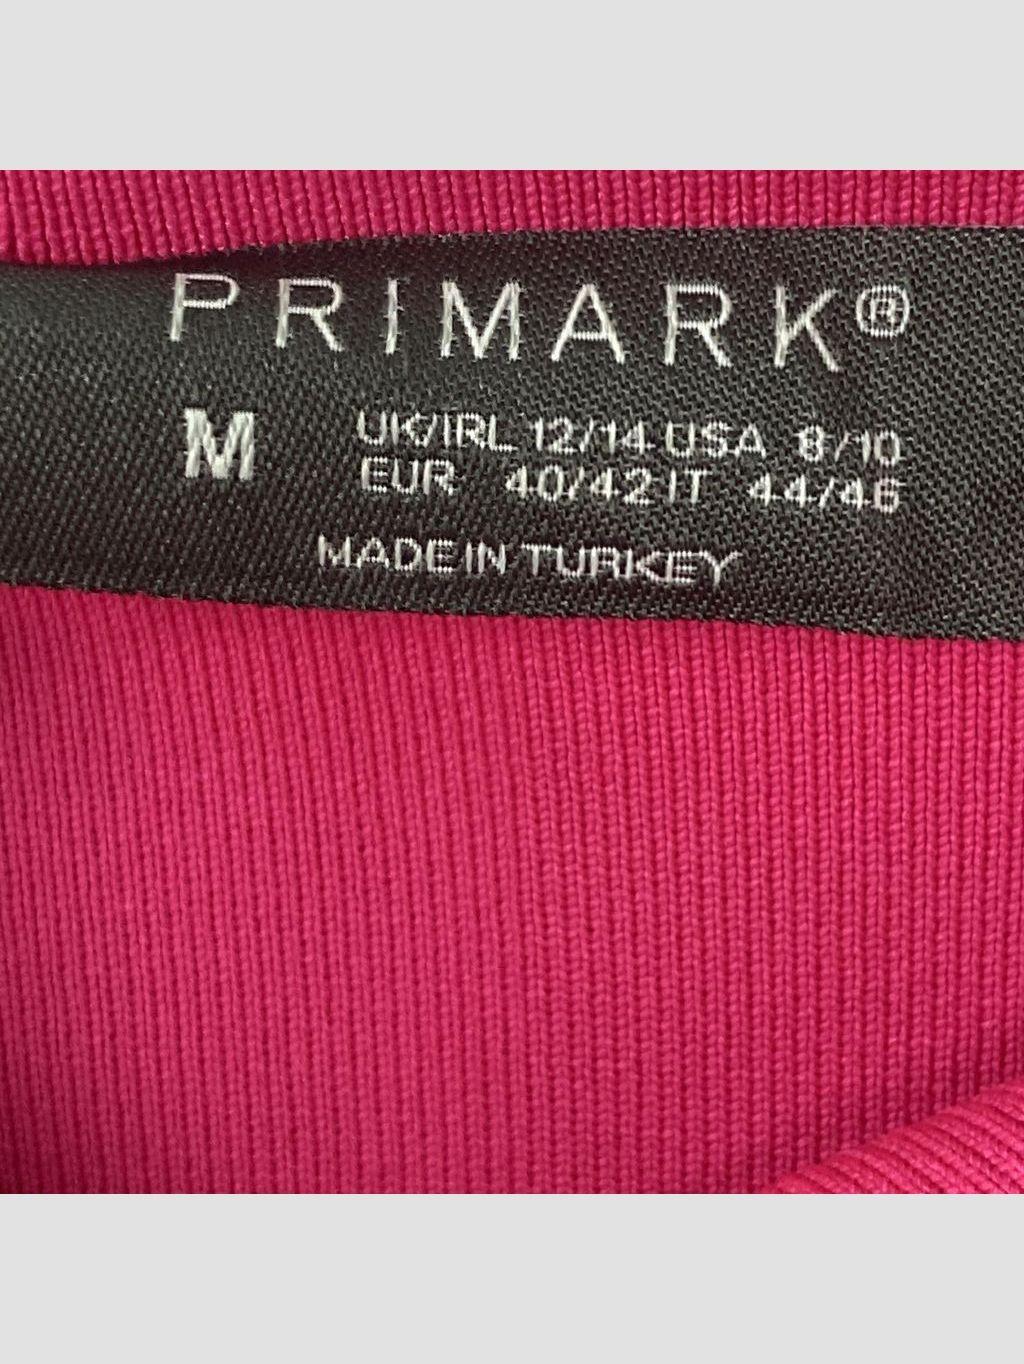 PRIMARK®
M UK/IRL 12/14 USA 8/10
EUR 40/42 IT 44/46
MADE IN TURKEY